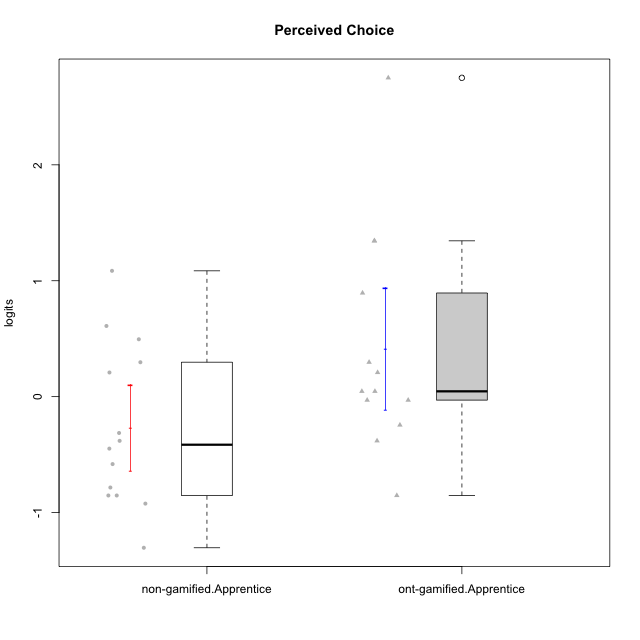 Perceived Choice
logits
2
1
0
-1
non-gamified.Apprentice
ont-gamified.Apprentice